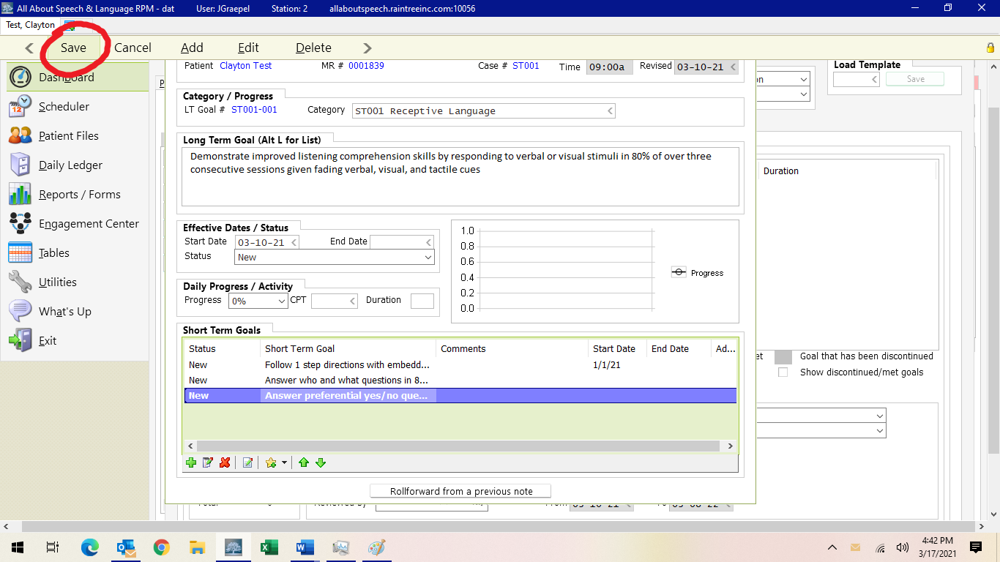 All About Speech & Language RPM - dat User: JGraepel Station: 2 allaboutspeech.raintreeinc.com:10056
Test, Clayton
Save Cancel Add Edit Delete
Dashboard
Scheduler
Patient Files
Daily Ledger
Reports / Forms
Engagement Center
Tables
Utilities
What's Up
Exit
Patient Clayton Test MR # 0001839 Case # ST001 Time 09:00a Revised 03-10-21
Category / Progress
LT Goal # ST001-001 Category ST001 Receptive Language
Long Term Goal (Alt L for List)
Demonstrate improved listening comprehension skills by responding to verbal or visual stimuli in 80% of over three
consecutive sessions given fading verbal, visual, and tactile cues
Effective Dates / Status
Start Date 03-10-21 End Date
Status New
Daily Progress / Activity
Progress 0% CPT Duration
1.0
0.8
0.6
0.4
0.2
0.0
Progress
Short Term Goals
Status Short Term Goal Comments Start Date End Date Ad...
New Follow 1 step directions with embedd... 1/1/21
New Answer who and what questions in 8...
New Answer preferential yes/no que...
Rollforward from a previous note
Load Template
Save
Duration
Goal that has been discontinued
Show discontinued/met goals
4:42 PM
3/17/2021